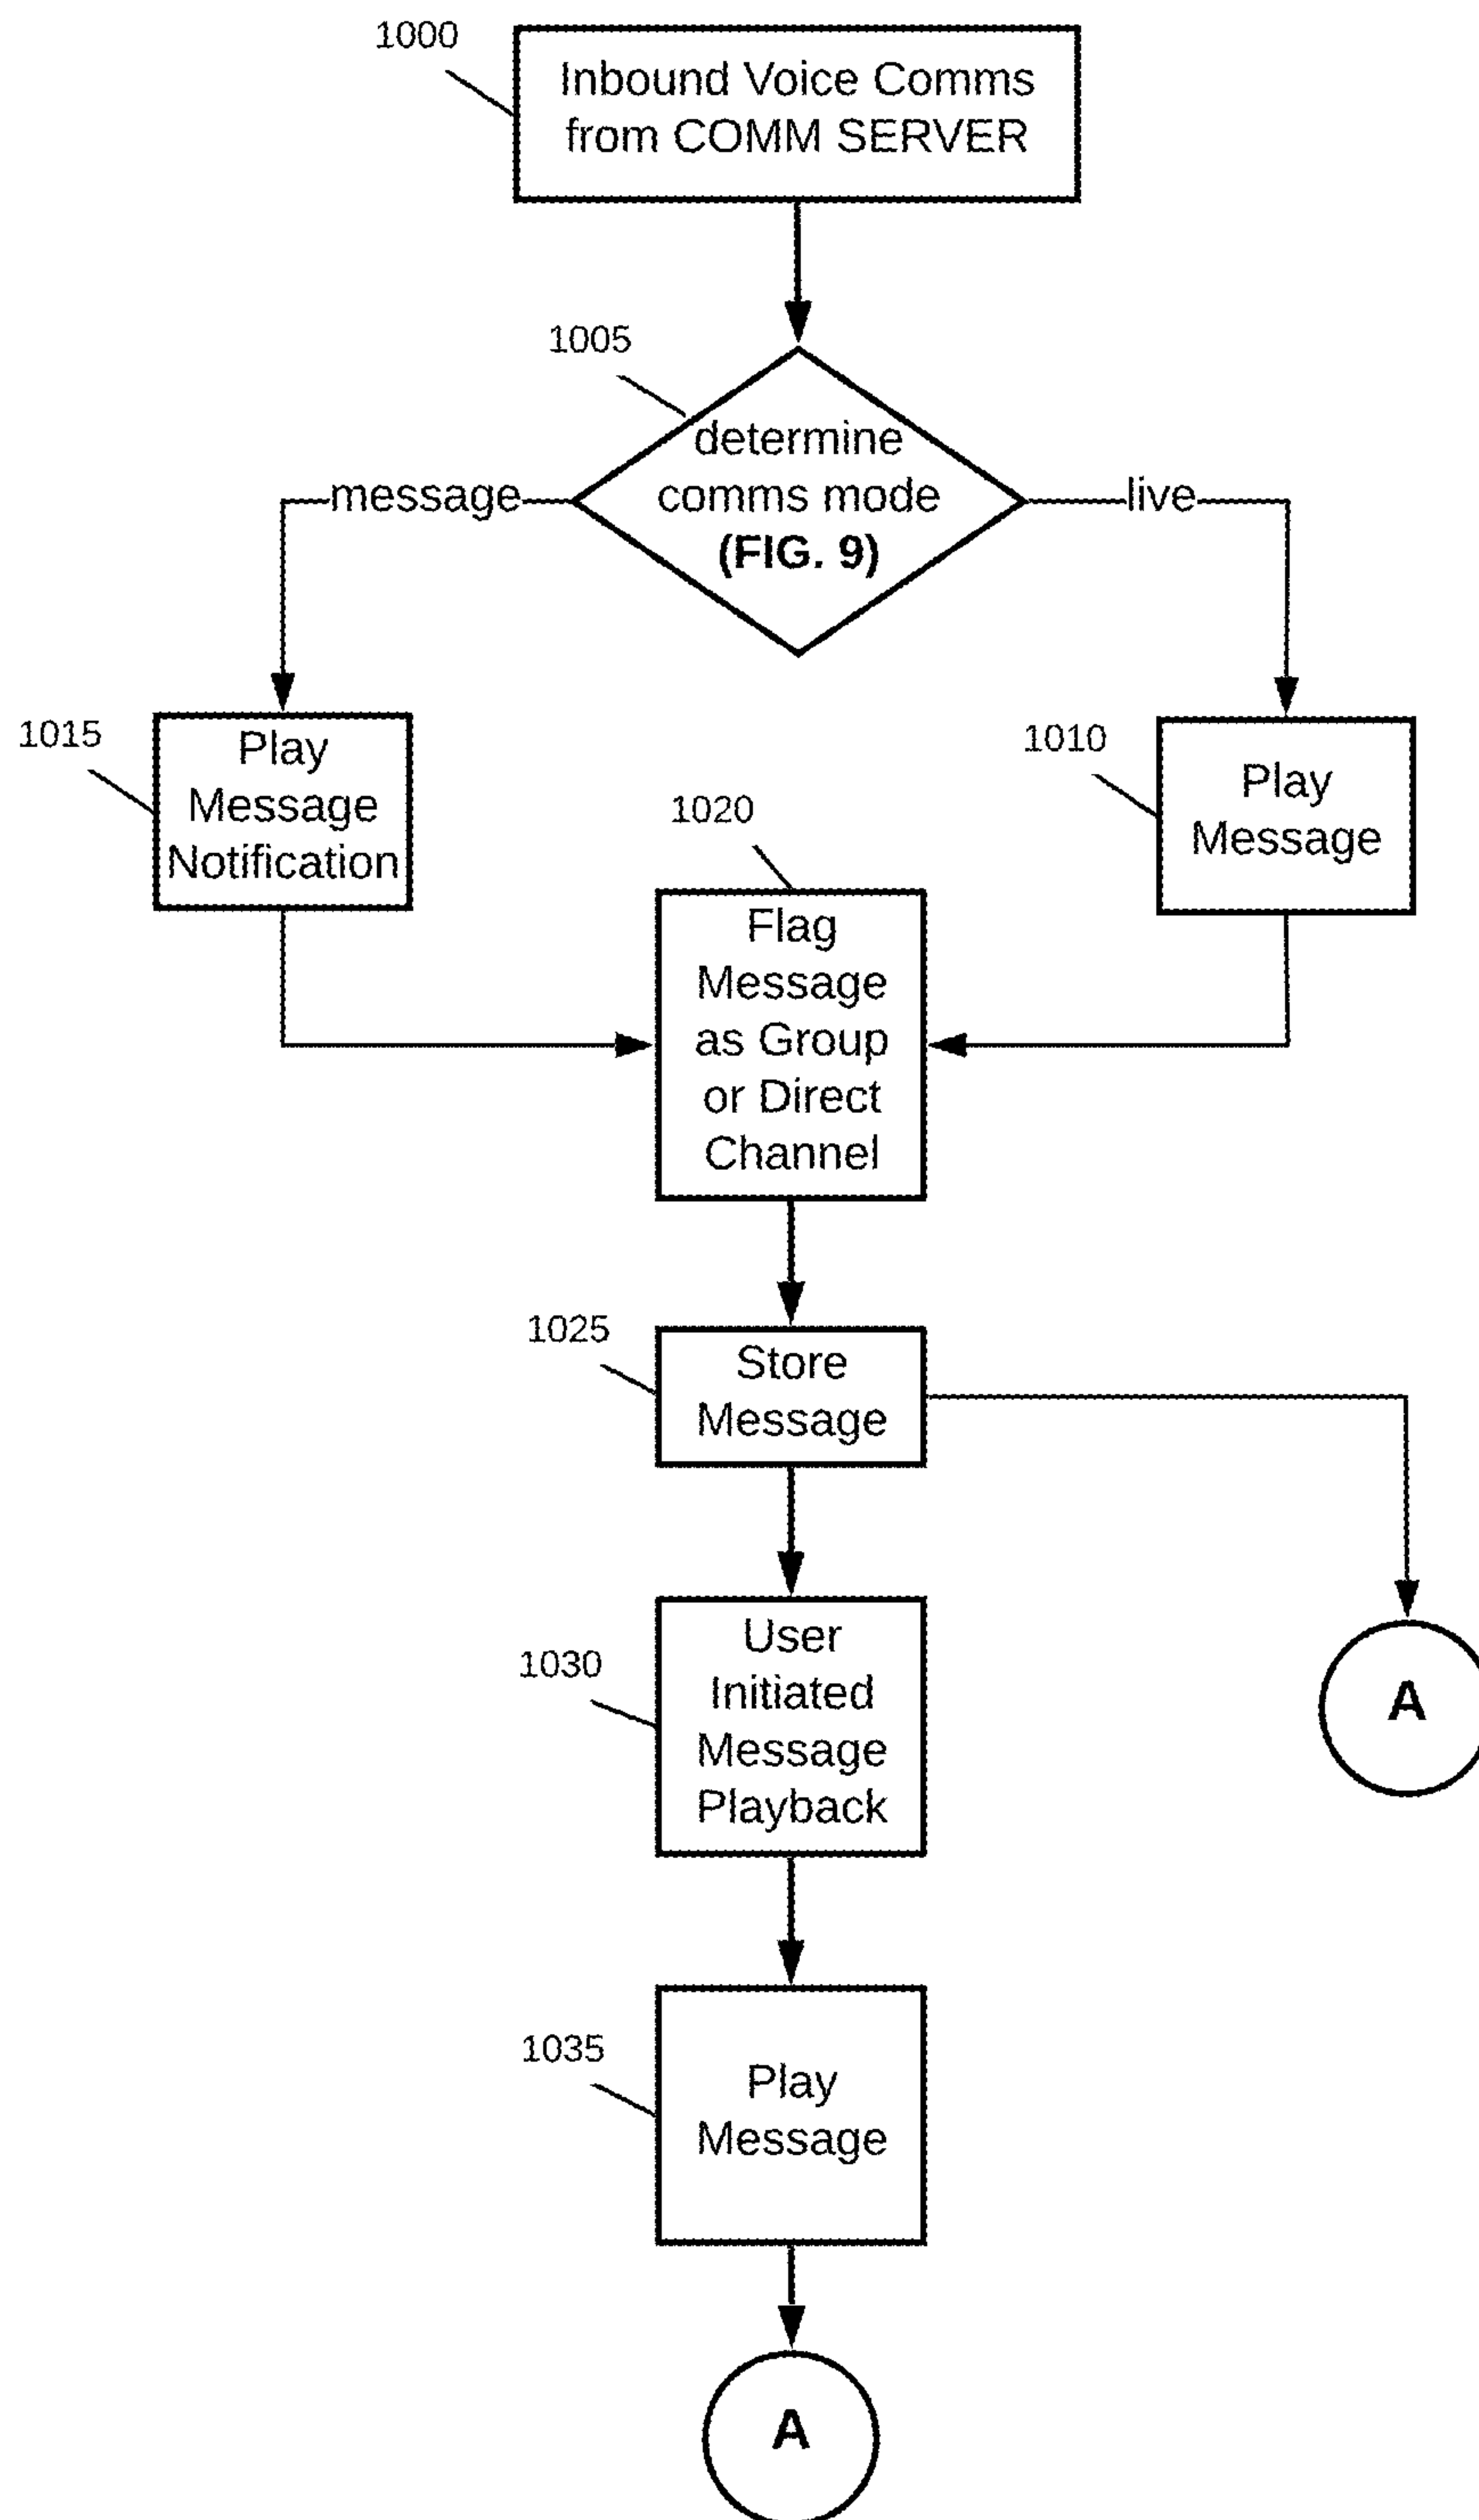 1000
Inbound Voice Comms
from COMM SERVER
1005
determine
comms mode
(FIG. 9)
message
live
1015
Play
Message
Notification
1010
Play
Message
1020
Flag
Message
as Group
or Direct
Channel
1025
Store
Message
1030
User
Initiated
Message
Playback
A
1035
Play
Message
A